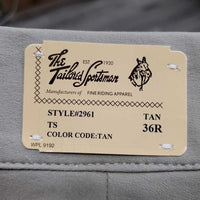 The
EST 1920
Tailored Sportsman
Manufacturers of FINE RIDING APPAREL
STYLE#2961 TAN
TS 36R
COLOR CODE:TAN
WPL 9192